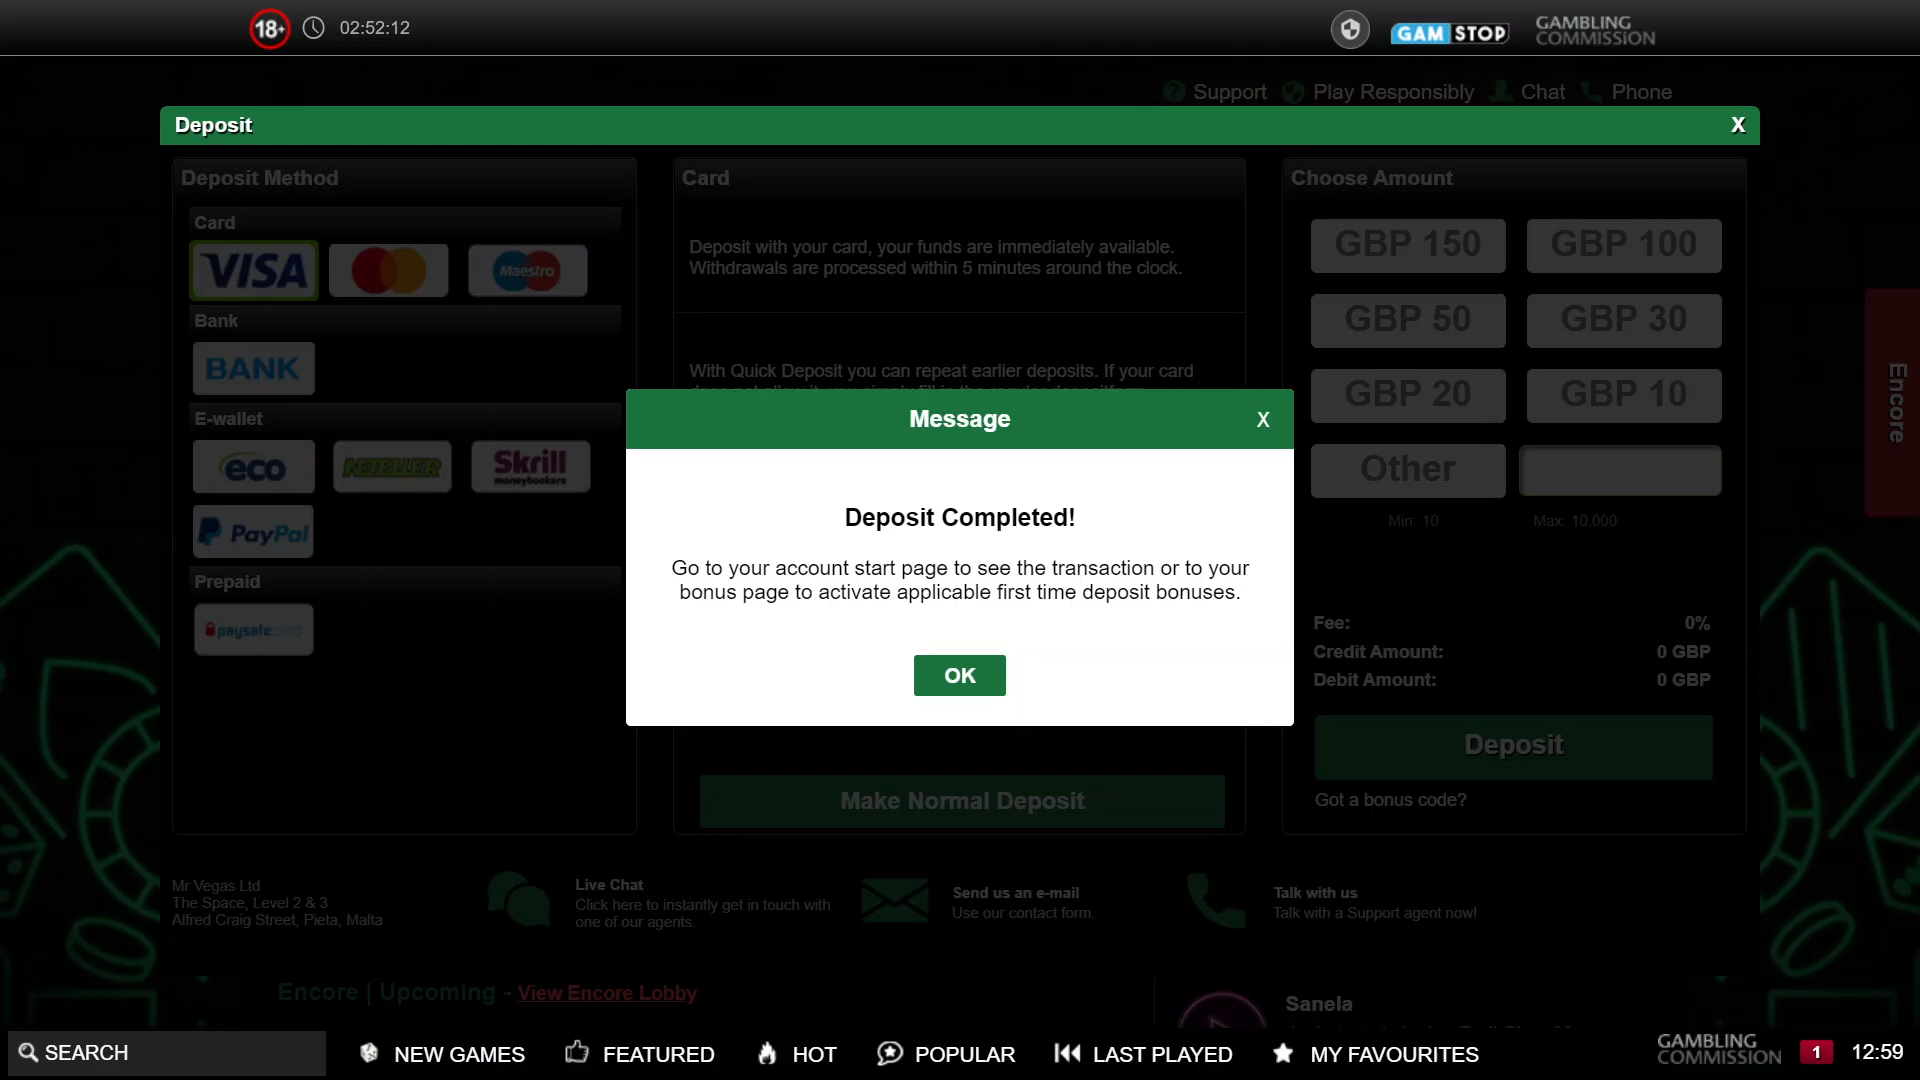 18+
02:52:12
GAMSTOP
GAMBLING
COMMISSION
Support
Play Responsibly
Chat
Phone
Deposit
X
Deposit Method
Card
VISA
Maestro
Bank
BANK
E-wallet
eco
NETELLER
Skrill
moneybookers
PayPal
Prepaid
paysafecard
Card
Deposit with your card, your funds are immediately available.
Withdrawals are processed within 5 minutes around the clock.
With Quick Deposit you can repeat earlier deposits. If your card
Choose Amount
GBP 150
GBP 100
GBP 50
GBP 30
GBP 20
GBP 10
Other
Min: 10
Max: 10,000
Fee:
0%
Credit Amount:
0 GBP
Debit Amount:
0 GBP
Deposit
Got a bonus code?
Encore
Message
X
Deposit Completed!
Go to your account start page to see the transaction or to your
bonus page to activate applicable first time deposit bonuses.
OK
Make Normal Deposit
Mr Vegas Ltd
The Space, Level 2 & 3
Alfred Craig Street, Pieta, Malta
Live Chat
Click here to instantly get in touch with
one of our agents.
Send us an e-mail
Use our contact form.
Talk with us
Talk with a Support agent now!
Encore | Upcoming - View Encore Lobby
Sanela
SEARCH
NEW GAMES
FEATURED
HOT
POPULAR
LAST PLAYED
MY FAVOURITES
GAMBLING
COMMISSION
1
12:59